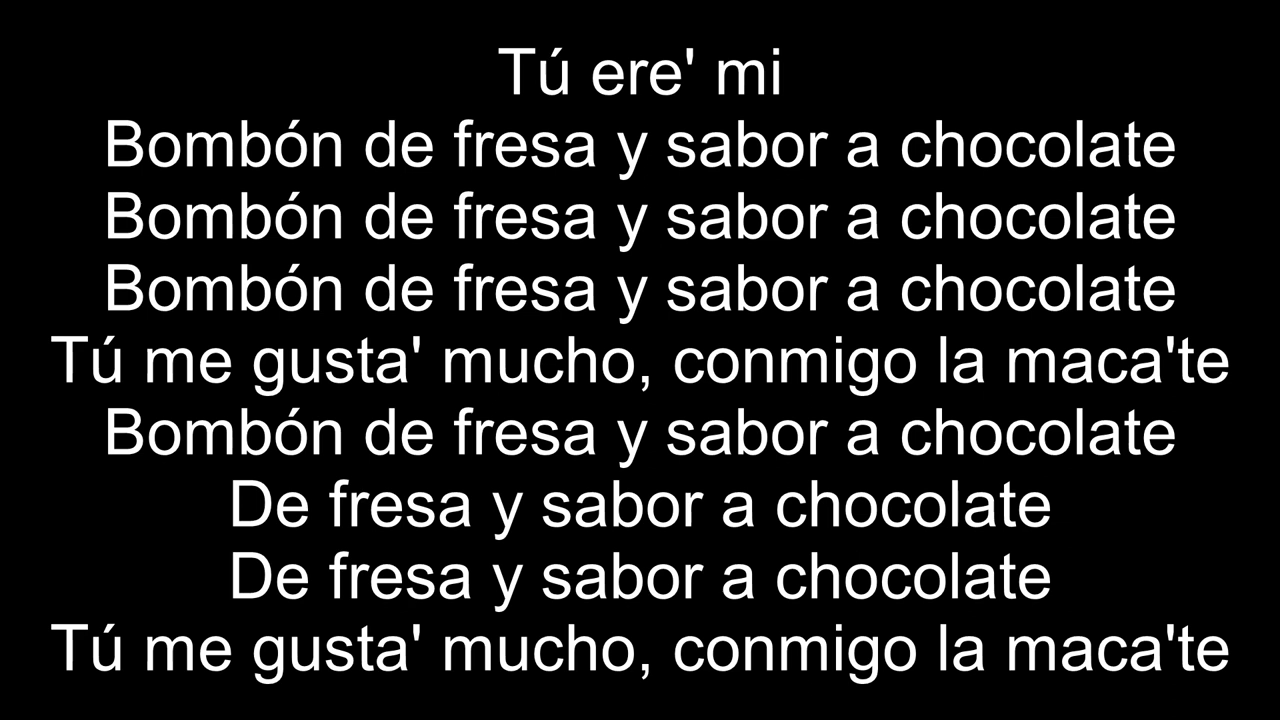 Tú ere' mi
Bombón de fresa y sabor a chocolate
Bombón de fresa y sabor a chocolate
Bombón de fresa y sabor a chocolate
Tú me gusta' mucho, conmigo la maca'te
Bombón de fresa y sabor a chocolate
De fresa y sabor a chocolate
De fresa y sabor a chocolate
Tú me gusta' mucho, conmigo la maca'te